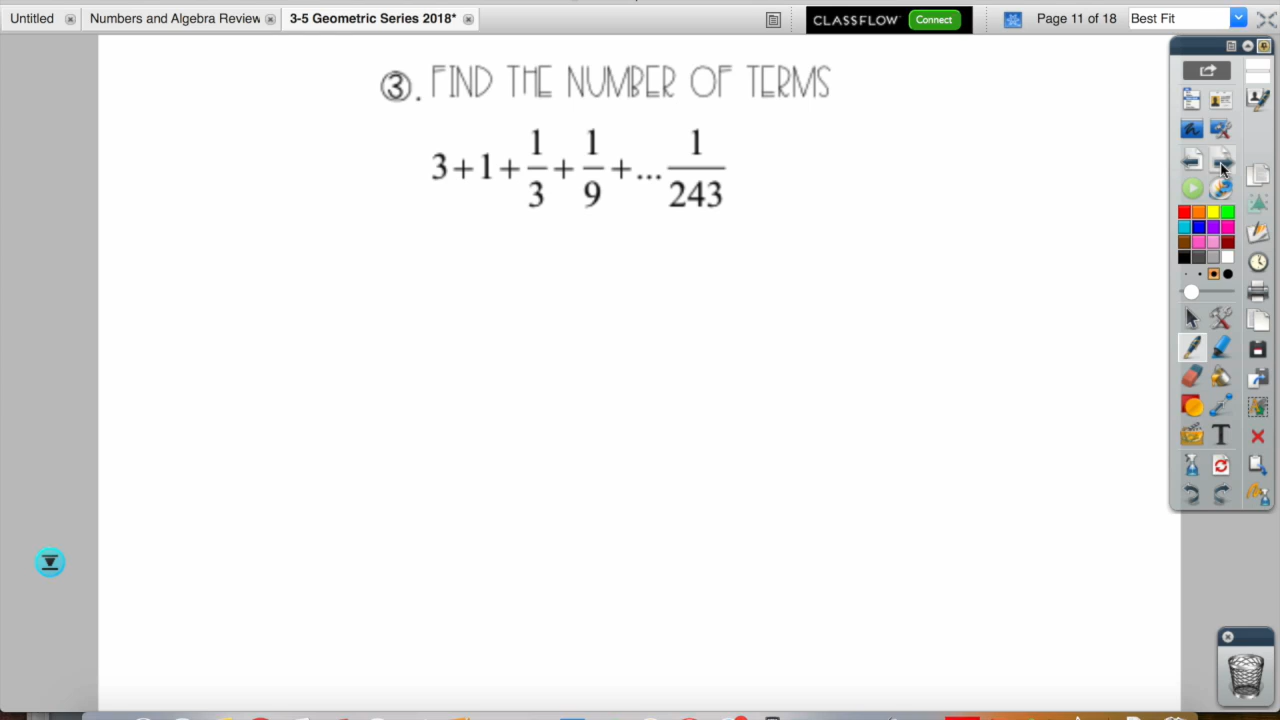 Untitled Numbers and Algebra Review 3-5 Geometric Series 2018* CLASSFLOW Connect Page 11 of 18 Best Fit
③. FIND THE NUMBER OF TERMS
3+1+1/3+1/9+...1/243
T